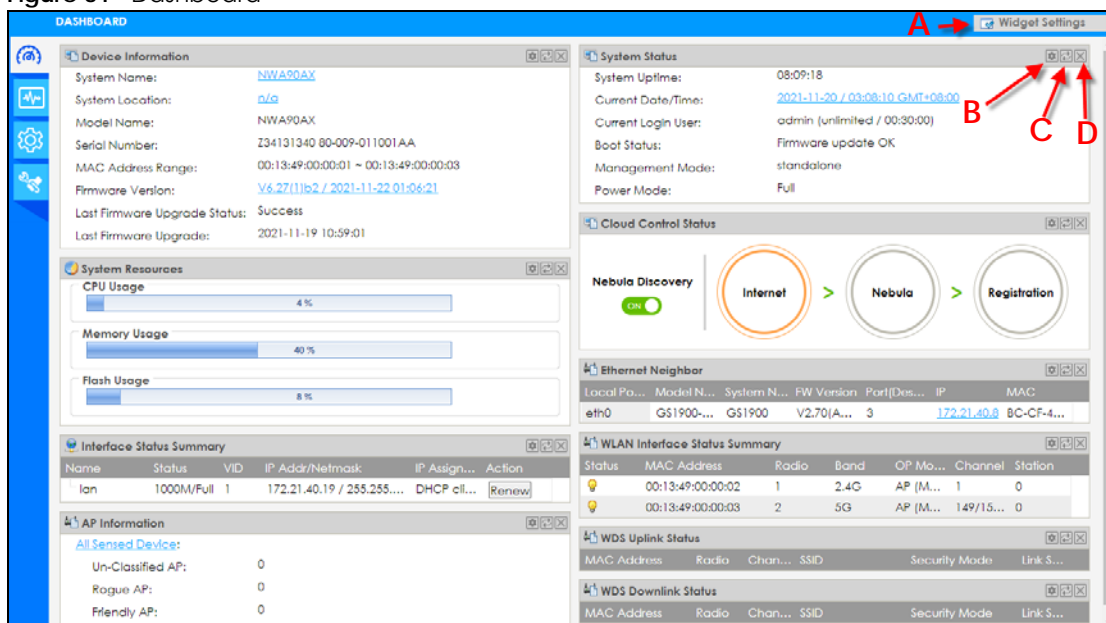 DASHBOARD
A
Widget Settings
Device Information
System Name: NWA90AX
System Location: n/a
Model Name: NWA90AX
Serial Number: Z34131340 80-009-011001AA
MAC Address Range: 00:13:49:00:00:01 ~ 00:13:49:00:00:03
Firmware Version: V6.27(1)b2 / 2021-11-22 01:06:21
Last Firmware Upgrade Status: Success
Last Firmware Upgrade: 2021-11-19 10:59:01
System Resources
CPU Usage
4 %
Memory Usage
40 %
Flash Usage
8 %
Interface Status Summary
Name Status VID IP Addr/Netmask IP Assign... Action
lan 1000M/Full 1 172.21.40.19 / 255.255.... DHCP cli... Renew
AP Information
All Sensed Device:
Un-Classified AP: 0
Rogue AP: 0
Friendly AP: 0
System Status
B
C
D
System Uptime: 08:09:18
Current Date/Time: 2021-11-20 / 03:08:10 GMT+08:00
Current Login User: admin (unlimited / 00:30:00)
Boot Status: Firmware update OK
Management Mode: standalone
Power Mode: Full
Cloud Control Status
Nebula Discovery
ON
Internet > Nebula > Registration
Ethernet Neighbor
Local Po... Model N... System N... FW Version Port(Des... IP MAC
eth0 GS1900-... GS1900 V2.70(A... 3 172.21.40.8 BC-CF-4...
WLAN Interface Status Summary
Status MAC Address Radio Band OP Mo... Channel Station
00:13:49:00:00:02 1 2.4G AP (M... 1 0
00:13:49:00:00:03 2 5G AP (M... 149/15... 0
WDS Uplink Status
MAC Address Radio Chan... SSID Security Mode Link S...
WDS Downlink Status
MAC Address Radio Chan... SSID Security Mode Link S...